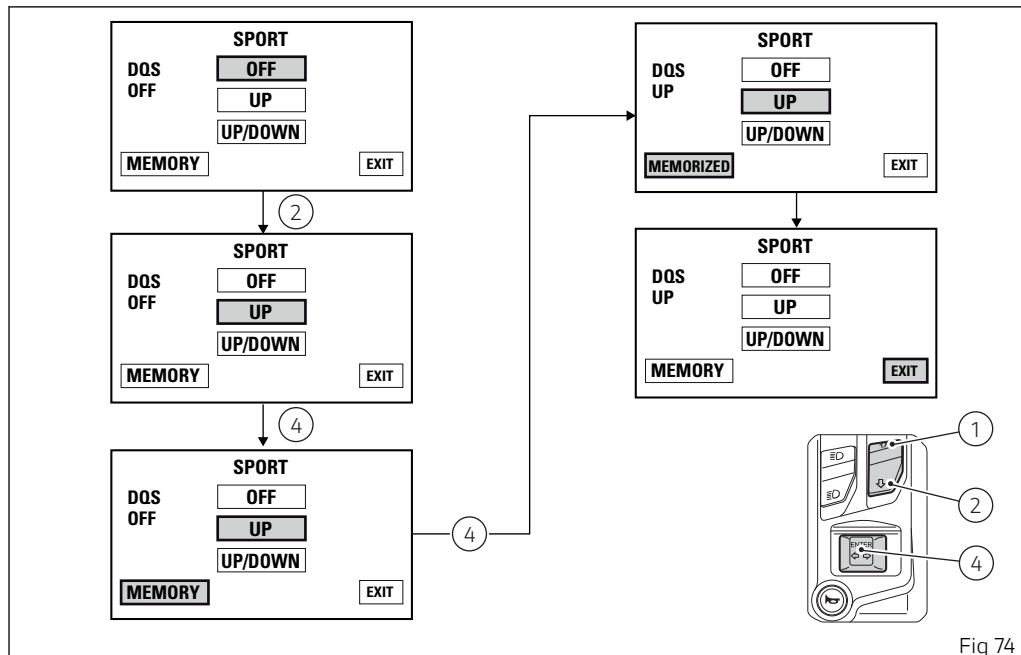 SPORT
DQS
OFF
OFF
UP
UP/DOWN
MEMORY
EXIT
2
SPORT
DQS
OFF
OFF
UP
UP/DOWN
MEMORY
EXIT
4
SPORT
DQS
OFF
OFF
UP
UP/DOWN
MEMORY
EXIT
4
SPORT
DQS
UP
OFF
UP
UP/DOWN
MEMORIZED
EXIT
SPORT
DQS
UP
OFF
UP
UP/DOWN
MEMORY
EXIT
1
2
ENTER
4
Fig 74